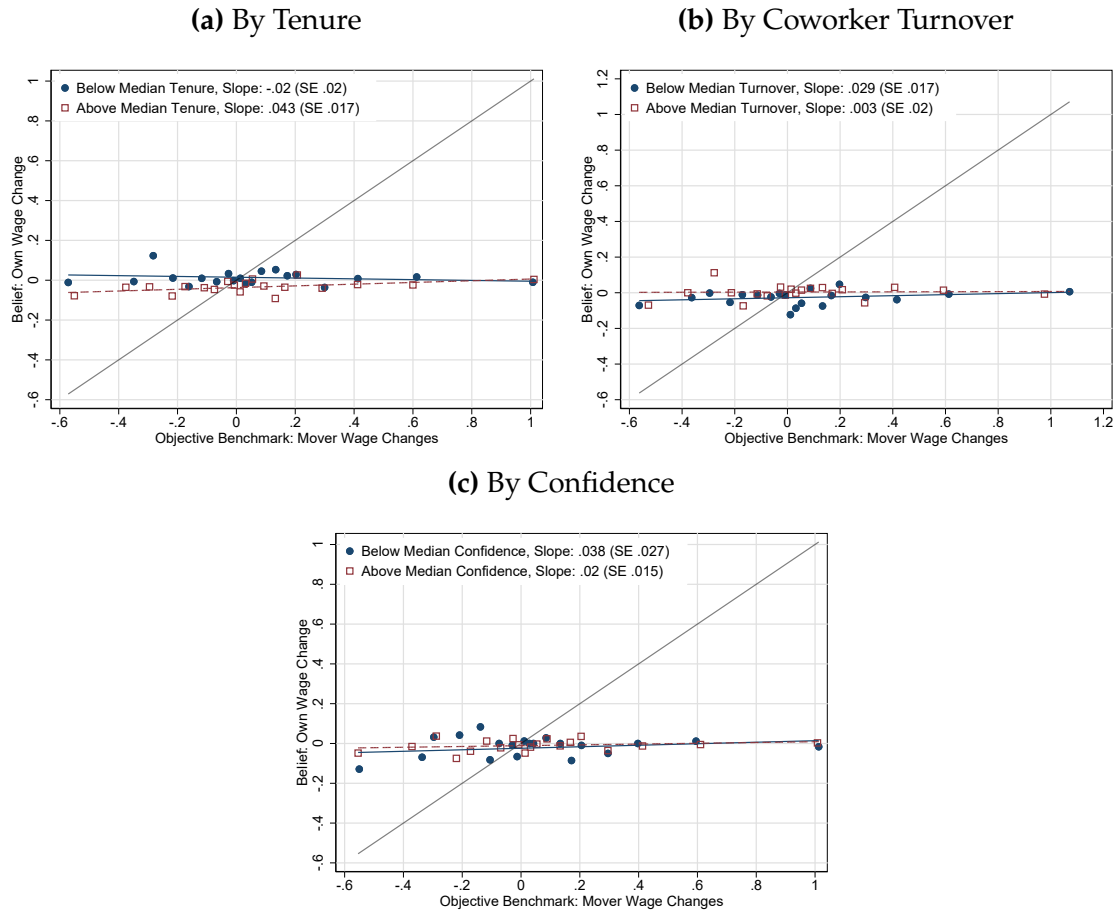 (a) By Tenure
Below Median Tenure, Slope: -.02 (SE .02)
Above Median Tenure, Slope: .043 (SE .017)
Belief: Own Wage Change
1
.8
.6
.4
.2
0
-.2
-.4
-.6
-.6 -.4 -.2 0 .2 .4 .6 .8 1
Objective Benchmark: Mover Wage Changes
(b) By Coworker Turnover
Below Median Turnover, Slope: .029 (SE .017)
Above Median Turnover, Slope: .003 (SE .02)
Belief: Own Wage Change
1.2
1
.8
.6
.4
.2
0
-.2
-.4
-.6
-.6 -.4 -.2 0 .2 .4 .6 .8 1 1.2
Objective Benchmark: Mover Wage Changes
(c) By Confidence
Below Median Confidence, Slope: .038 (SE .027)
Above Median Confidence, Slope: .02 (SE .015)
Belief: Own Wage Change
1
.8
.6
.4
.2
0
-.2
-.4
-.6
-.6 -.4 -.2 0 .2 .4 .6 .8 1
Objective Benchmark: Mover Wage Changes